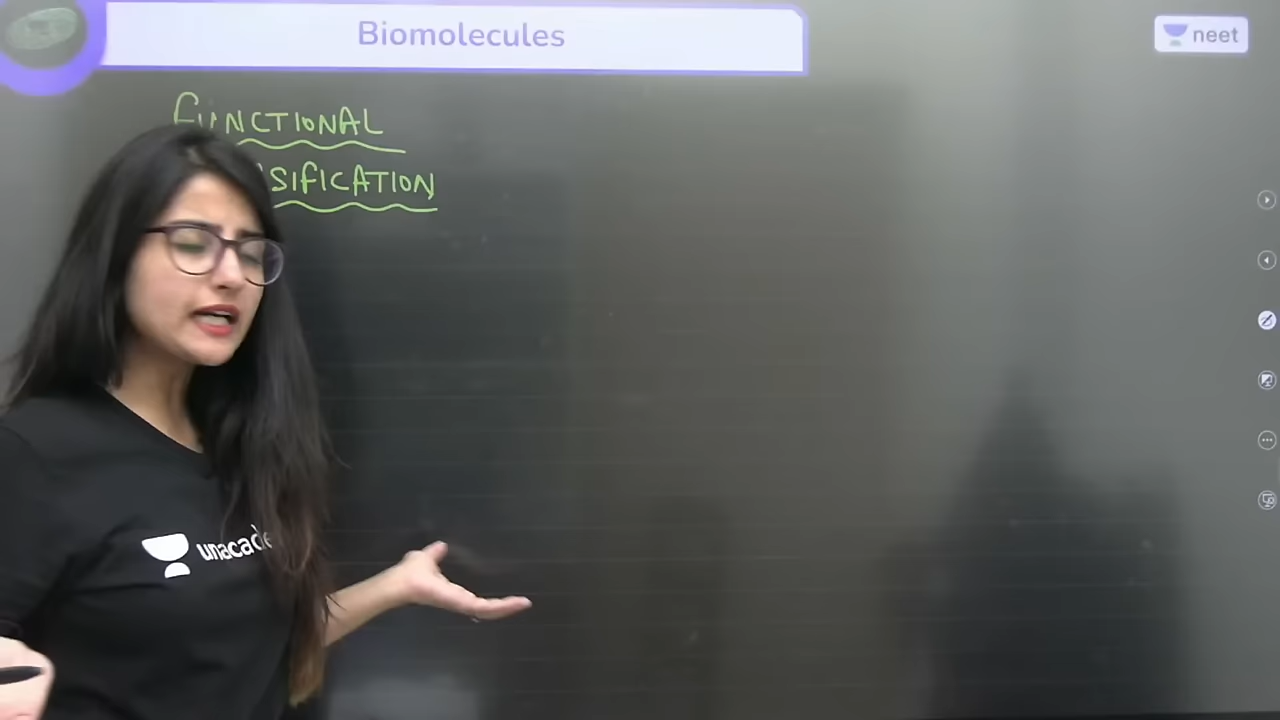 Biomolecules
neet
FUNCTIONAL
SIFICATION
unacade